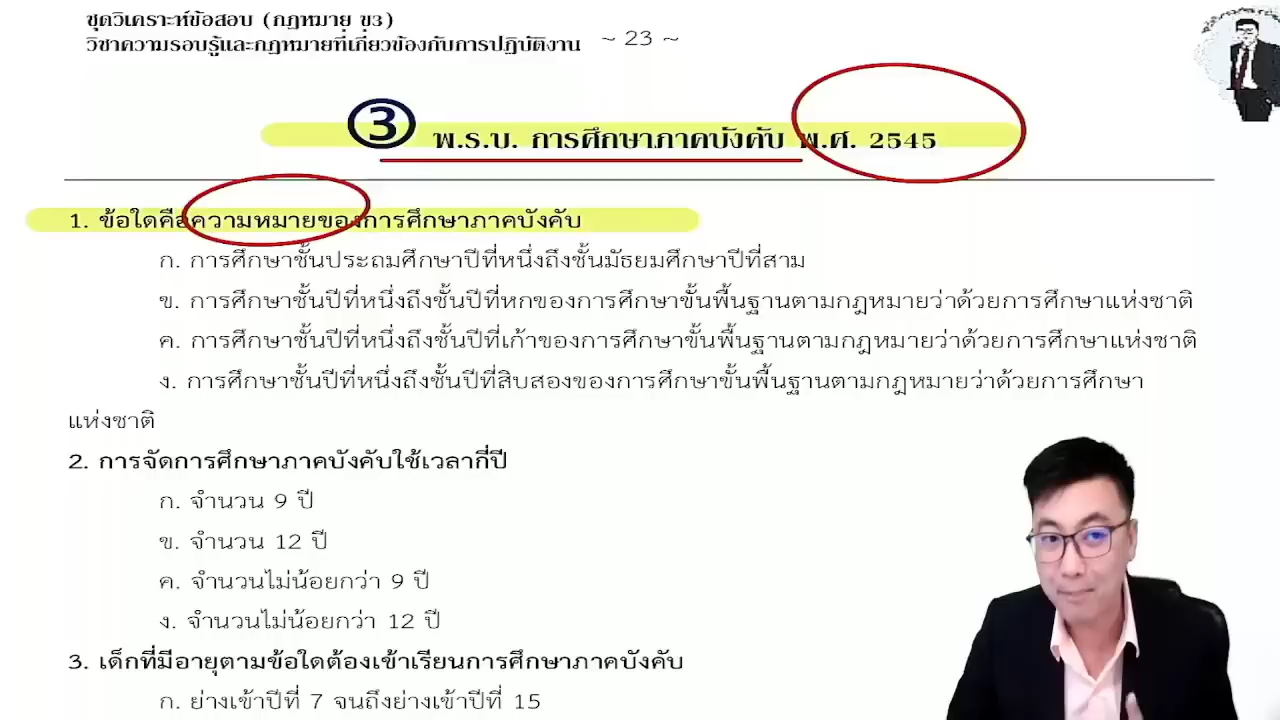 ชุดวิเคราะห์ข้อสอบ (กฎหมาย ข3)
วิชาความรอบรู้และกฎหมายที่เกี่ยวข้องกับการปฏิบัติงาน ~ 23 ~
③ พ.ร.บ. การศึกษาภาคบังคับ พ.ศ. 2545
1. ข้อใดคือความหมายของการศึกษาภาคบังคับ
ก. การศึกษาชั้นประถมศึกษาปีที่หนึ่งถึงชั้นมัธยมศึกษาปีที่สาม
ข. การศึกษาชั้นปีที่หนึ่งถึงชั้นปีที่หกของการศึกษาขั้นพื้นฐานตามกฎหมายว่าด้วยการศึกษาแห่งชาติ
ค. การศึกษาชั้นปีที่หนึ่งถึงชั้นปีที่เก้าของการศึกษาขั้นพื้นฐานตามกฎหมายว่าด้วยการศึกษาแห่งชาติ
ง. การศึกษาชั้นปีที่หนึ่งถึงชั้นปีที่สิบสองของการศึกษาขั้นพื้นฐานตามกฎหมายว่าด้วยการศึกษา
แห่งชาติ
2. การจัดการศึกษาภาคบังคับใช้เวลากี่ปี
ก. จำนวน 9 ปี
ข. จำนวน 12 ปี
ค. จำนวนไม่น้อยกว่า 9 ปี
ง. จำนวนไม่น้อยกว่า 12 ปี
3. เด็กที่มีอายุตามข้อใดต้องเข้าเรียนการศึกษาภาคบังคับ
ก. ย่างเข้าปีที่ 7 จนถึงย่างเข้าปีที่ 15